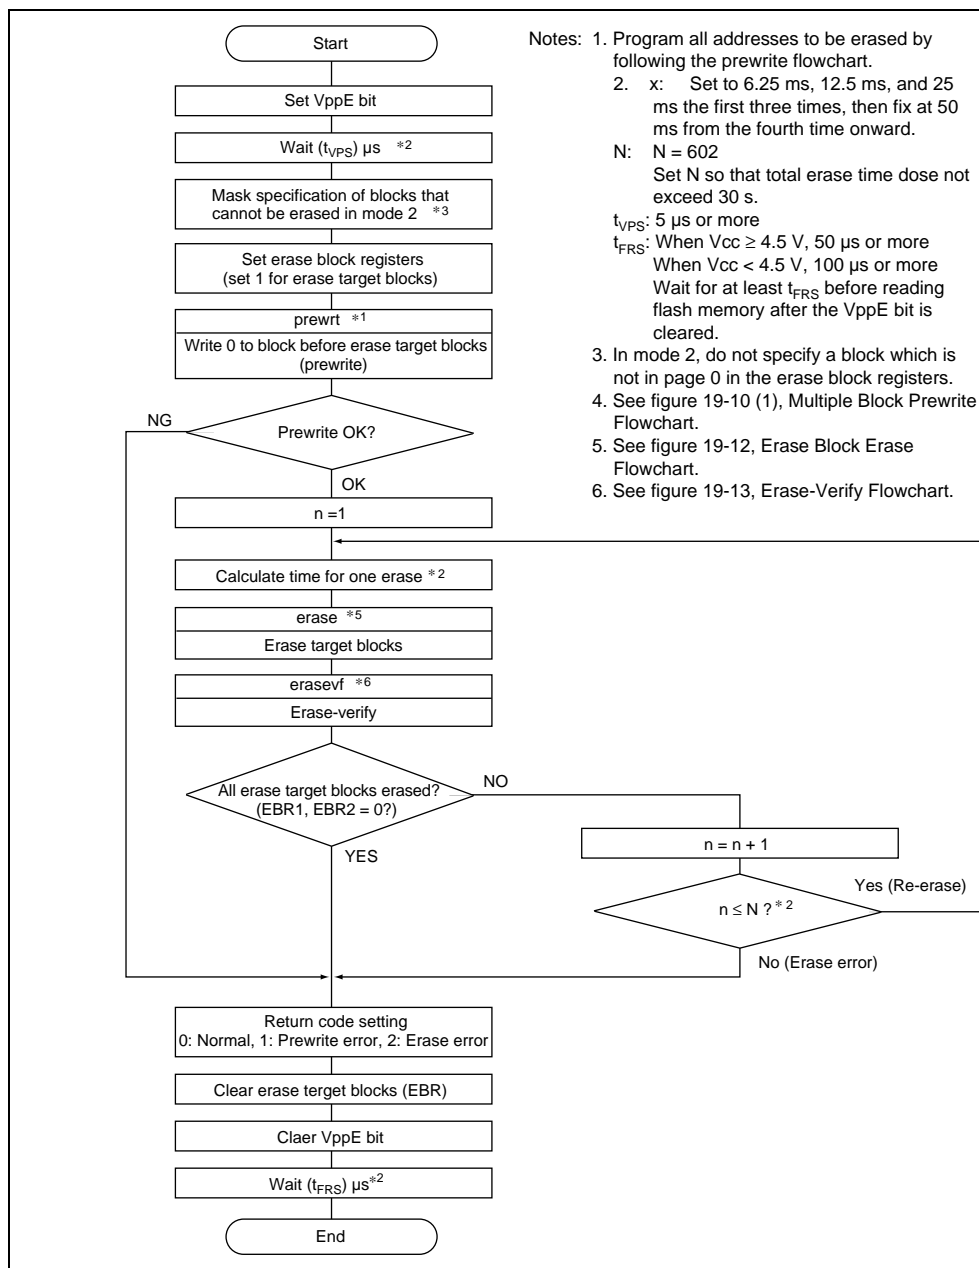 Start
Set VppE bit
Wait (tVPS) µs *2
Mask specification of blocks that
cannot be erased in mode 2 *3
Set erase block registers
(set 1 for erase target blocks)
prewrt *1
Write 0 to block before erase target blocks
(prewrite)
NG
Prewrite OK?
OK
n =1
Calculate time for one erase *2
erase *5
Erase target blocks
erasevf *6
Erase-verify
All erase target blocks erased?
(EBR1, EBR2 = 0?)
NO
YES
n = n + 1
n ≤ N ? *2
Yes (Re-erase)
No (Erase error)
Return code setting
0: Normal, 1: Prewrite error, 2: Erase error
Clear erase terget blocks (EBR)
Claer VppE bit
Wait (tFRS) µs*2
End
Notes: 1. Program all addresses to be erased by
following the prewrite flowchart.
2. x: Set to 6.25 ms, 12.5 ms, and 25
ms the first three times, then fix at 50
ms from the fourth time onward.
N: N = 602
Set N so that total erase time dose not
exceed 30 s.
tVPS: 5 µs or more
tFRS: When Vcc ≥ 4.5 V, 50 µs or more
When Vcc < 4.5 V, 100 µs or more
Wait for at least tFRS before reading
flash memory after the VppE bit is
cleared.
3. In mode 2, do not specify a block which is
not in page 0 in the erase block registers.
4. See figure 19-10 (1), Multiple Block Prewrite
Flowchart.
5. See figure 19-12, Erase Block Erase
Flowchart.
6. See figure 19-13, Erase-Verify Flowchart.